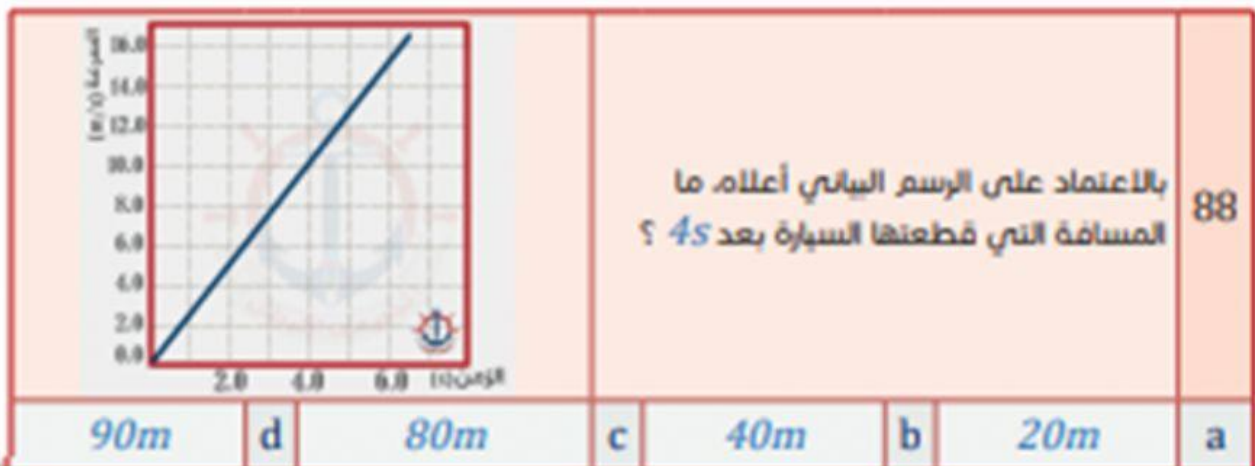 88
بالاعتماد على الرسم البياني أعلاه، ما
المسافة التي قطعتها السيارة بعد 4s ؟
السرعة (m/s)
16.0
14.0
12.0
10.0
8.0
6.0
4.0
2.0
0.0
2.0 4.0 6.0 الزمن (s)
a 20m b 40m c 80m d 90m